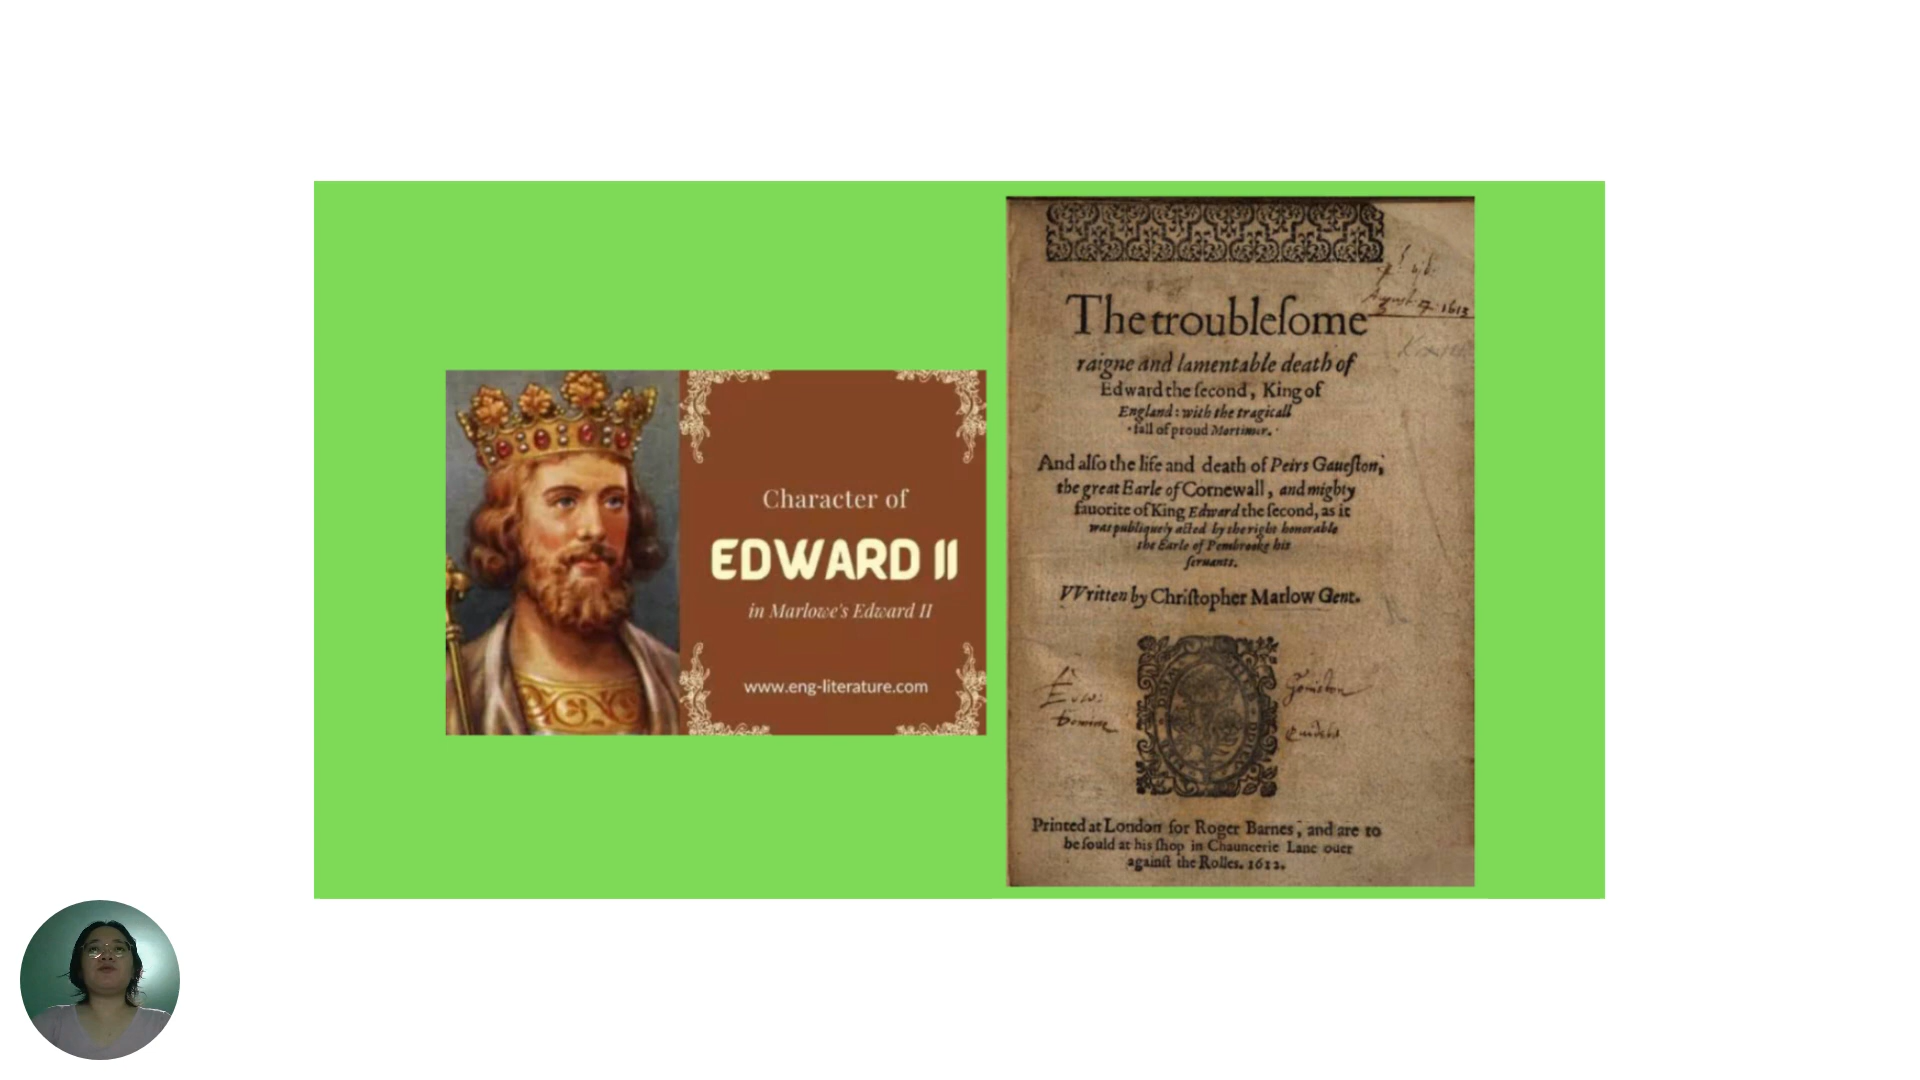 Character of
EDWARD II
in Marlowe's Edward II
www.eng-literature.com
The troubleſome
raigne and lamentable death of
Edward the ſecond, King of
England: with the tragicall
fall of proud Mortimer.
And alſo the life and death of Peirs Gaueſton,
the great Earle of Cornewall, and mighty
fauorite of King Edward the ſecond, as it
was publiquely acted by the right honorable
the Earle of Pembrooke his
ſeruants.
VVritten by Chriſtopher Marlow Gent.
Printed at London for Roger Barnes, and are to
be ſould at his ſhop in Chauncerie Lane ouer
againſt the Rolles. 1612.